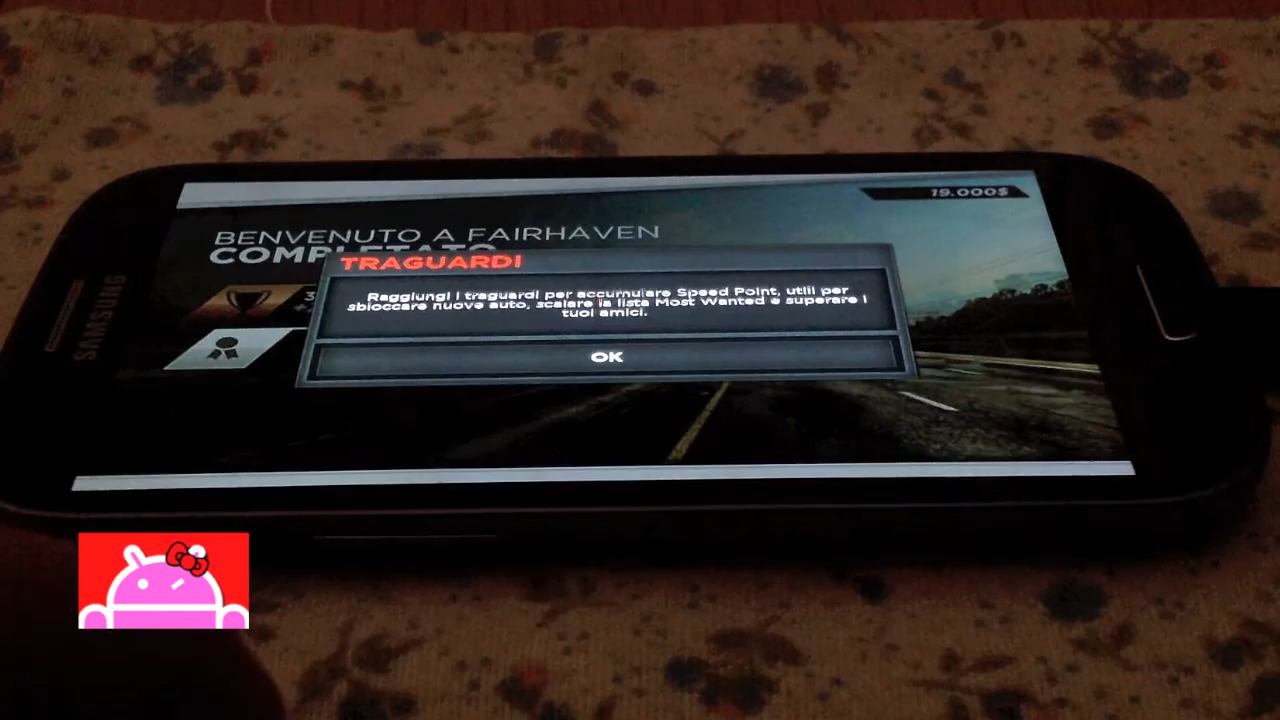 19.000$
BENVENUTO A FAIRHAVEN
TRAGUARDI
Raggiungi i traguardi per accumulare Speed Point, utili per
sbloccare nuove auto, scalare la lista Most Wanted e superare i
tuoi amici.
OK
SAMSUNG